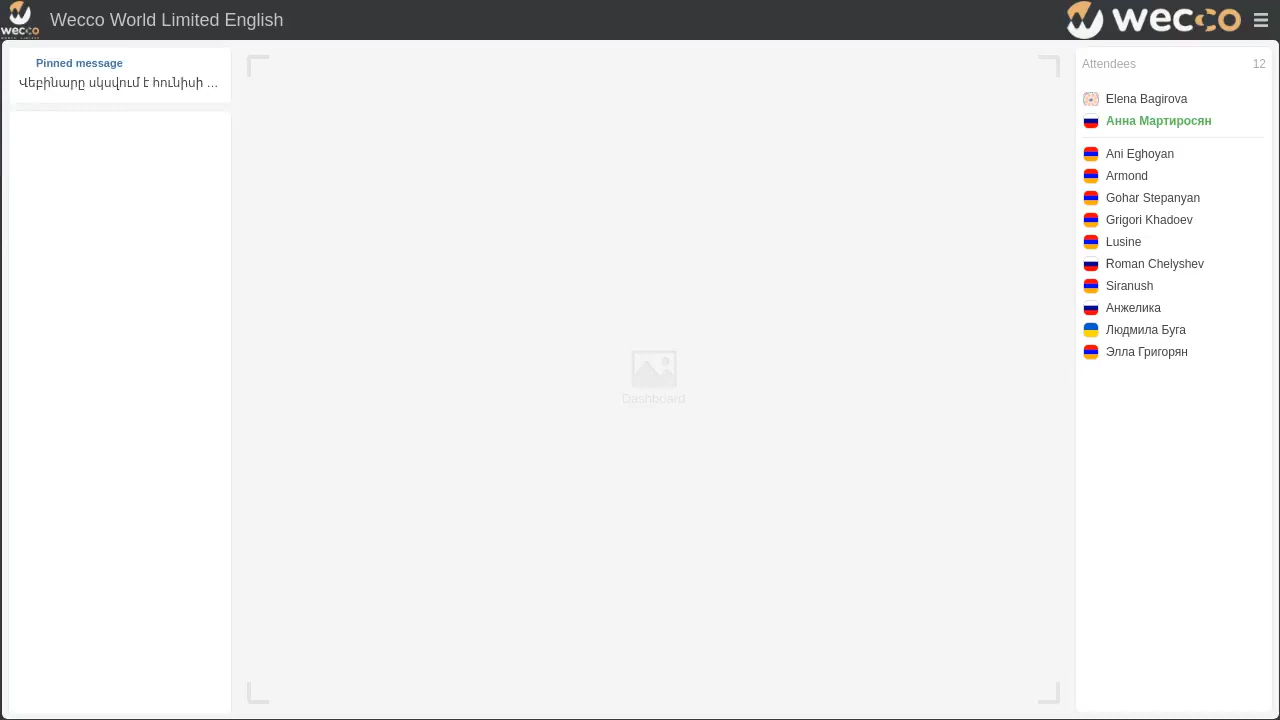 wecco
Wecco World Limited English
wecco
Pinned message
Վեբինարը սկսվում է հունիսի ...
Dashboard
Attendees 12
Elena Bagirova
Анна Мартиросян
Ani Eghoyan
Armond
Gohar Stepanyan
Grigori Khadoev
Lusine
Roman Chelyshev
Siranush
Анжелика
Людмила Буга
Элла Григорян